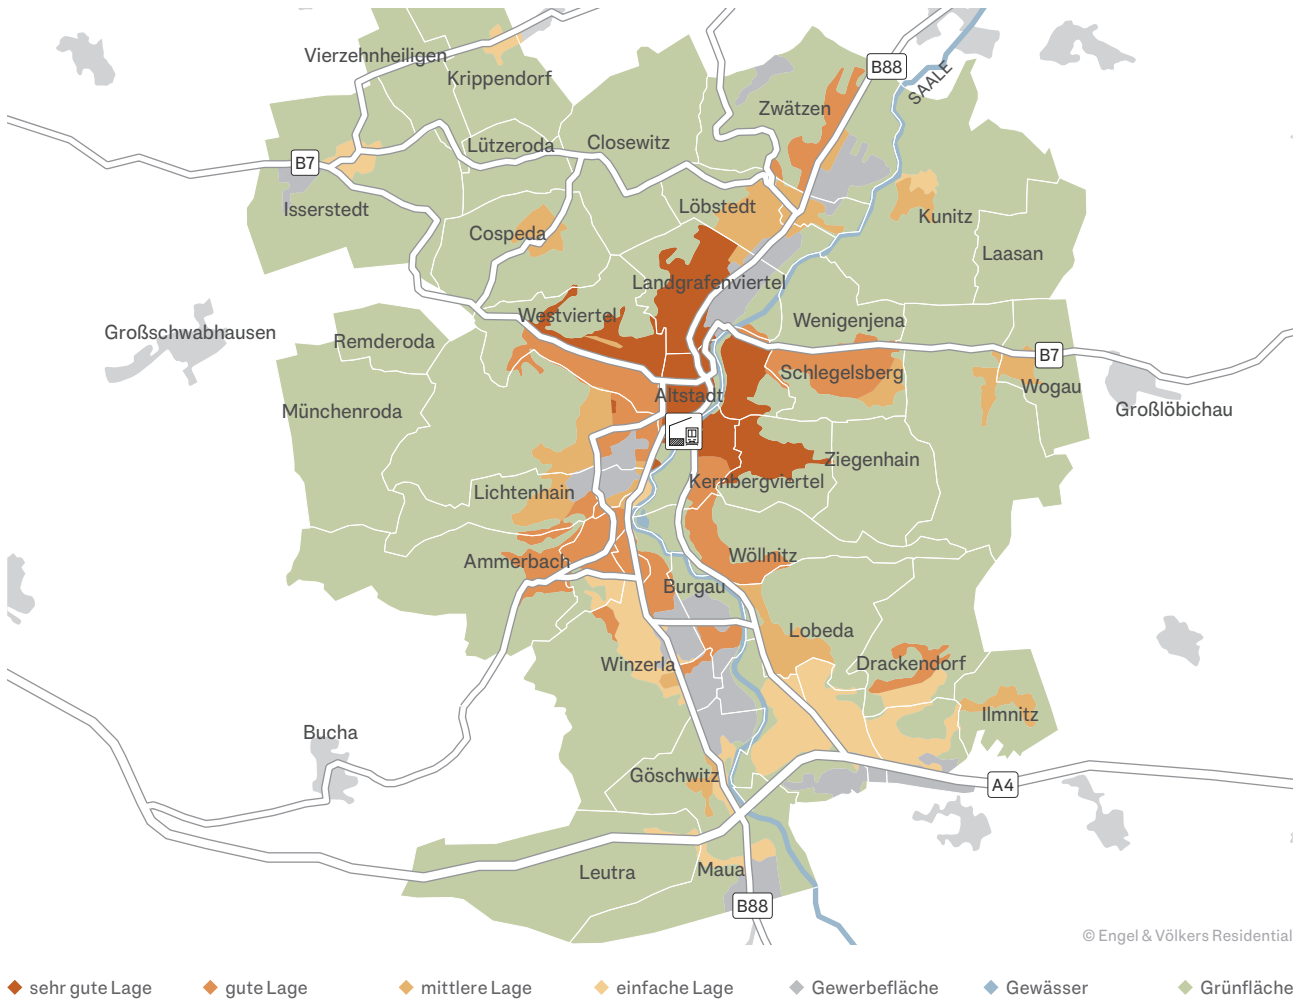 Vierzehnheiligen
Krippendorf
B88
SAALE
Zwätzen
Lützeroda
Closewitz
B7
Isserstedt
Löbstedt
Kunitz
Cospeda
Laasan
Landgrafenviertel
Westviertel
Wenigenjena
Großschwabhausen
Remderoda
B7
Schlegelsberg
Wogau
Altstadt
Münchenroda
Großlöbichau
Ziegenhain
Kernbergviertel
Lichtenhain
Wöllnitz
Ammerbach
Burgau
Lobeda
Winzerla
Drackendorf
Ilmnitz
Bucha
Göschwitz
A4
Leutra
Maua
B88
© Engel & Völkers Residential
sehr gute Lage
gute Lage
mittlere Lage
einfache Lage
Gewerbefläche
Gewässer
Grünfläche